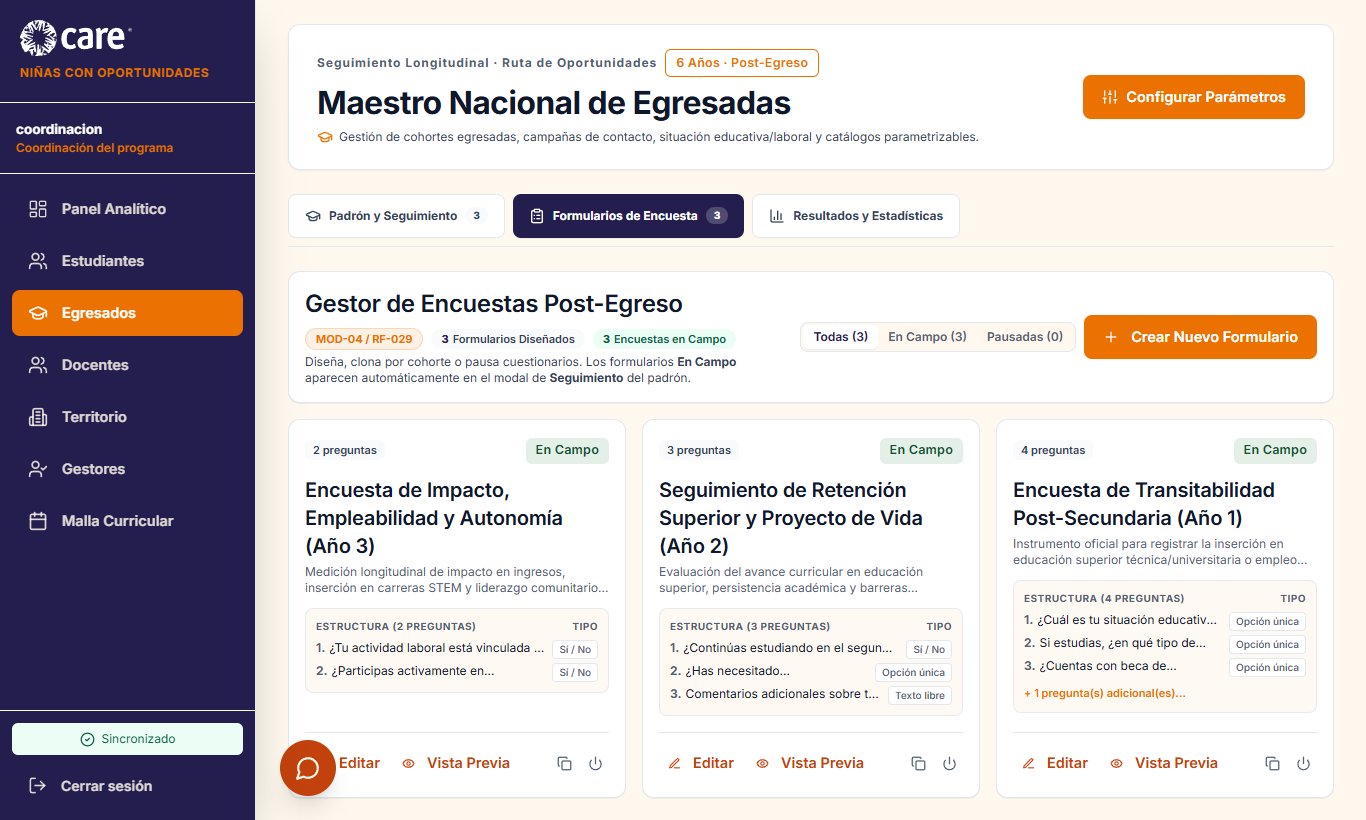 care
NIÑAS CON OPORTUNIDADES
coordinacion
Coordinación del programa
Panel Analítico
Estudiantes
Egresados
Docentes
Territorio
Gestores
Malla Curricular
Sincronizado
Cerrar sesión
Seguimiento Longitudinal · Ruta de Oportunidades 6 Años · Post-Egreso
Maestro Nacional de Egresadas
Gestión de cohortes egresadas, campañas de contacto, situación educativa/laboral y catálogos parametrizables.
Configurar Parámetros
Padrón y Seguimiento 3
Formularios de Encuesta 3
Resultados y Estadísticas
Gestor de Encuestas Post-Egreso
MOD-04 / RF-029 3 Formularios Diseñados 3 Encuestas en Campo
Diseña, clona por cohorte o pausa cuestionarios. Los formularios En Campo
aparecen automáticamente en el modal de Seguimiento del padrón.
Todas (3) En Campo (3) Pausadas (0)
Crear Nuevo Formulario
2 preguntas En Campo
Encuesta de Impacto,
Empleabilidad y Autonomía
(Año 3)
Medición longitudinal de impacto en ingresos,
inserción en carreras STEM y liderazgo comunitario...
ESTRUCTURA (2 PREGUNTAS) TIPO
1. ¿Tu actividad laboral está vinculada ... Sí / No
2. ¿Participas activamente en... Sí / No
Editar Vista Previa
3 preguntas En Campo
Seguimiento de Retención
Superior y Proyecto de Vida
(Año 2)
Evaluación del avance curricular en educación
superior, persistencia académica y barreras...
ESTRUCTURA (3 PREGUNTAS) TIPO
1. ¿Continúas estudiando en el segun... Sí / No
2. ¿Has necesitado... Opción única
3. Comentarios adicionales sobre t... Texto libre
Editar Vista Previa
4 preguntas En Campo
Encuesta de Transitabilidad
Post-Secundaria (Año 1)
Instrumento oficial para registrar la inserción en
educación superior técnica/universitaria o empleo...
ESTRUCTURA (4 PREGUNTAS) TIPO
1. ¿Cuál es tu situación educativ... Opción única
2. Si estudias, ¿en qué tipo de... Opción única
3. ¿Cuentas con beca de... Opción única
+ 1 pregunta(s) adicional(es)...
Editar Vista Previa